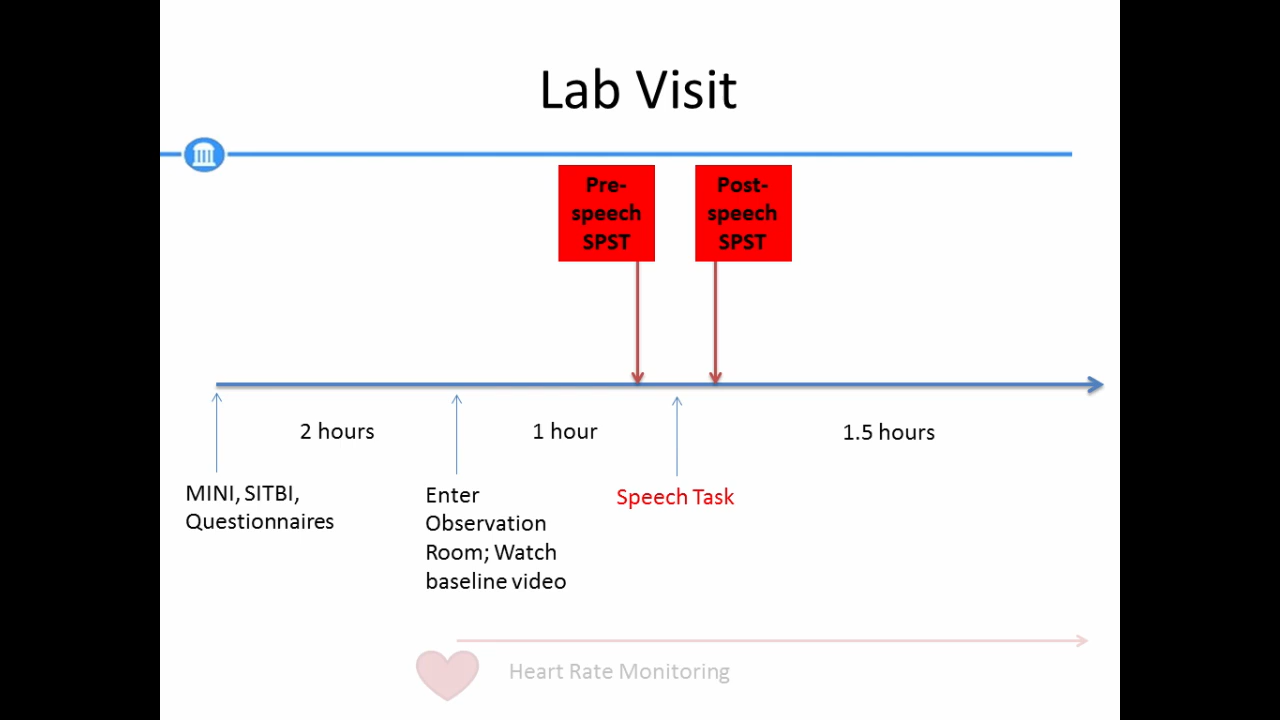 Lab Visit
Pre-
speech
SPST
Post-
speech
SPST
2 hours
1 hour
1.5 hours
MINI, SITBI,
Questionnaires
Enter
Observation
Room; Watch
baseline video
Speech Task
Heart Rate Monitoring